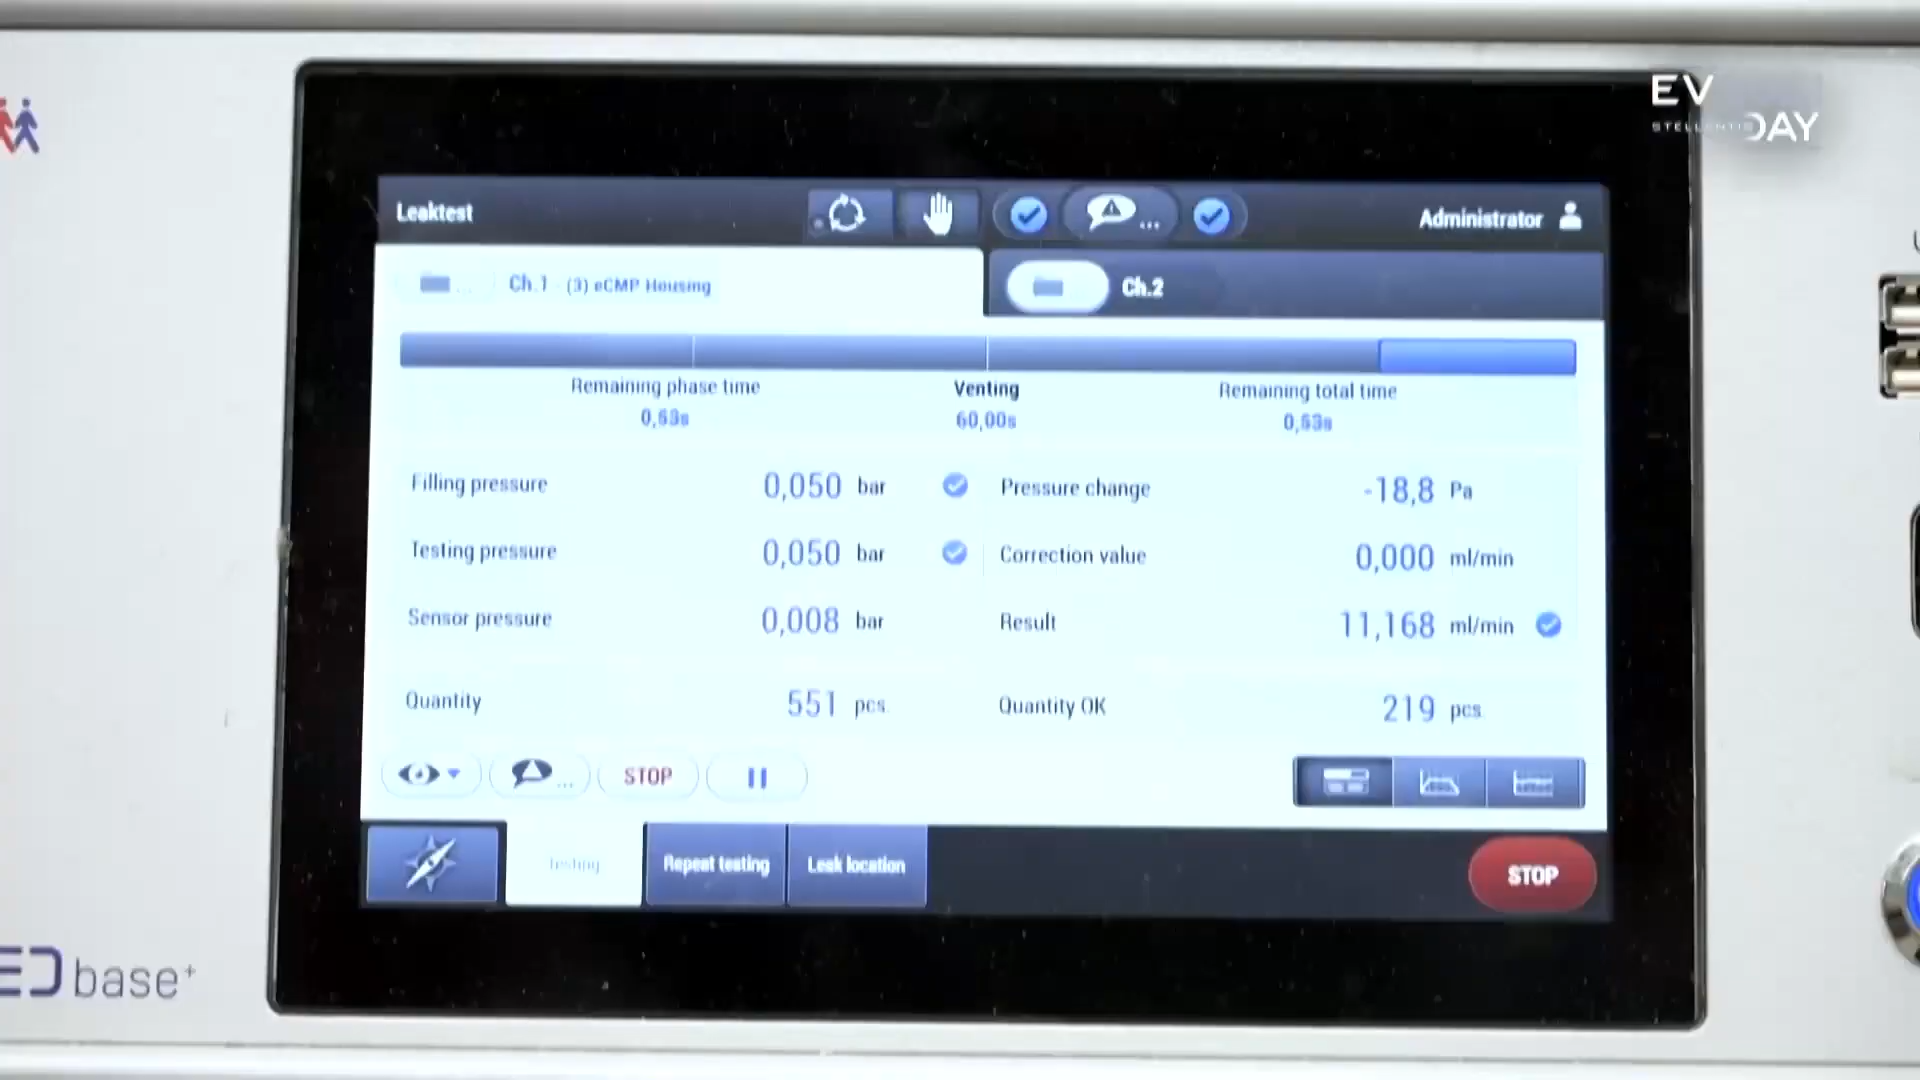 EV
STELLANTIS DAY
Leaktest
...
Administrator
... Ch.1 (3) eCMP Housing
Ch.2
Remaining phase time
Venting
Remaining total time
0,53s
60,00s
0,53s
Filling pressure 0,050 bar
Pressure change -18,8 Pa
Testing pressure 0,050 bar
Correction value 0,000 ml/min
Sensor pressure 0,008 bar
Result 11,168 ml/min
Quantity 551 pcs
Quantity OK 219 pcs
... STOP
Testing
Repeat testing
Leak location
STOP
base+